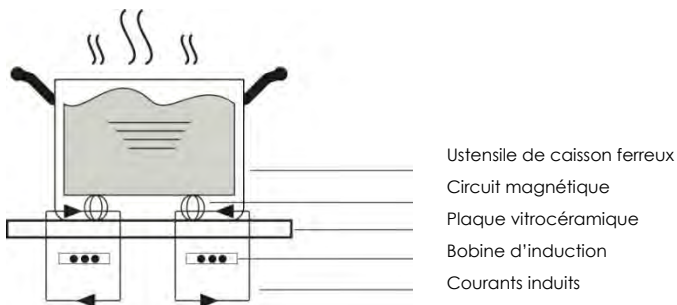 Ustensile de caisson ferreux
Circuit magnétique
Plaque vitrocéramique
Bobine d’induction
Courants induits